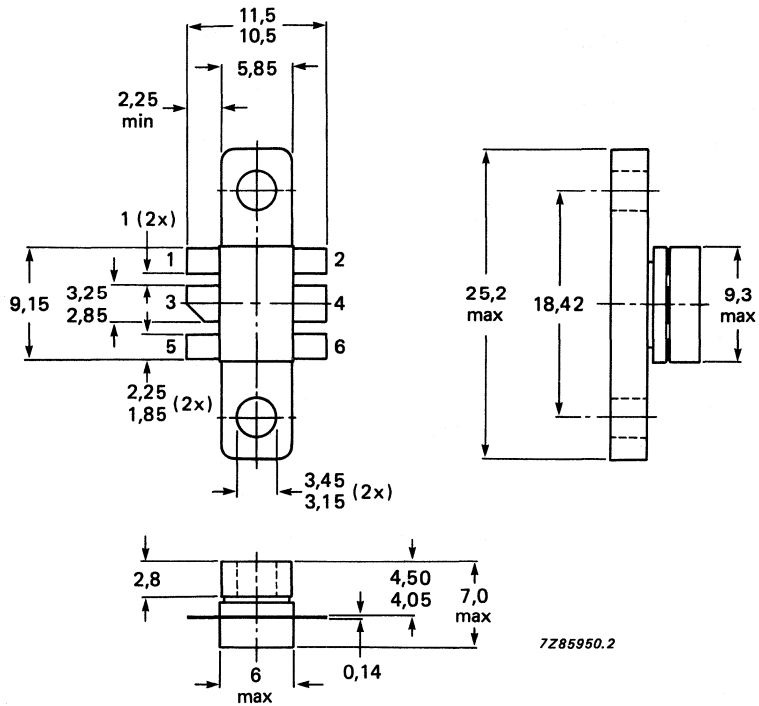 11,5
10,5
5,85
2,25
min
1 (2x)
1
2
9,15
3,25
2,85
3
4
5
6
2,25
1,85
(2x)
3,45
3,15
(2x)
25,2
max
18,42
9,3
max
2,8
4,50
4,05
7,0
max
0,14
6
max
7Z85950.2